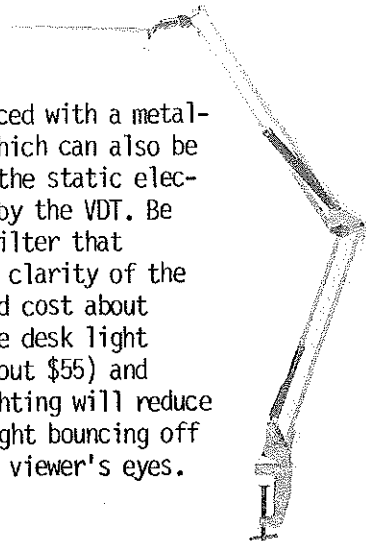 ced with a metal-
hich can also be
the static elec-
by the VDT. Be
ilter that
clarity of the
d cost about
e desk light
out $55) and
hting will reduce
ght bouncing off
viewer's eyes.